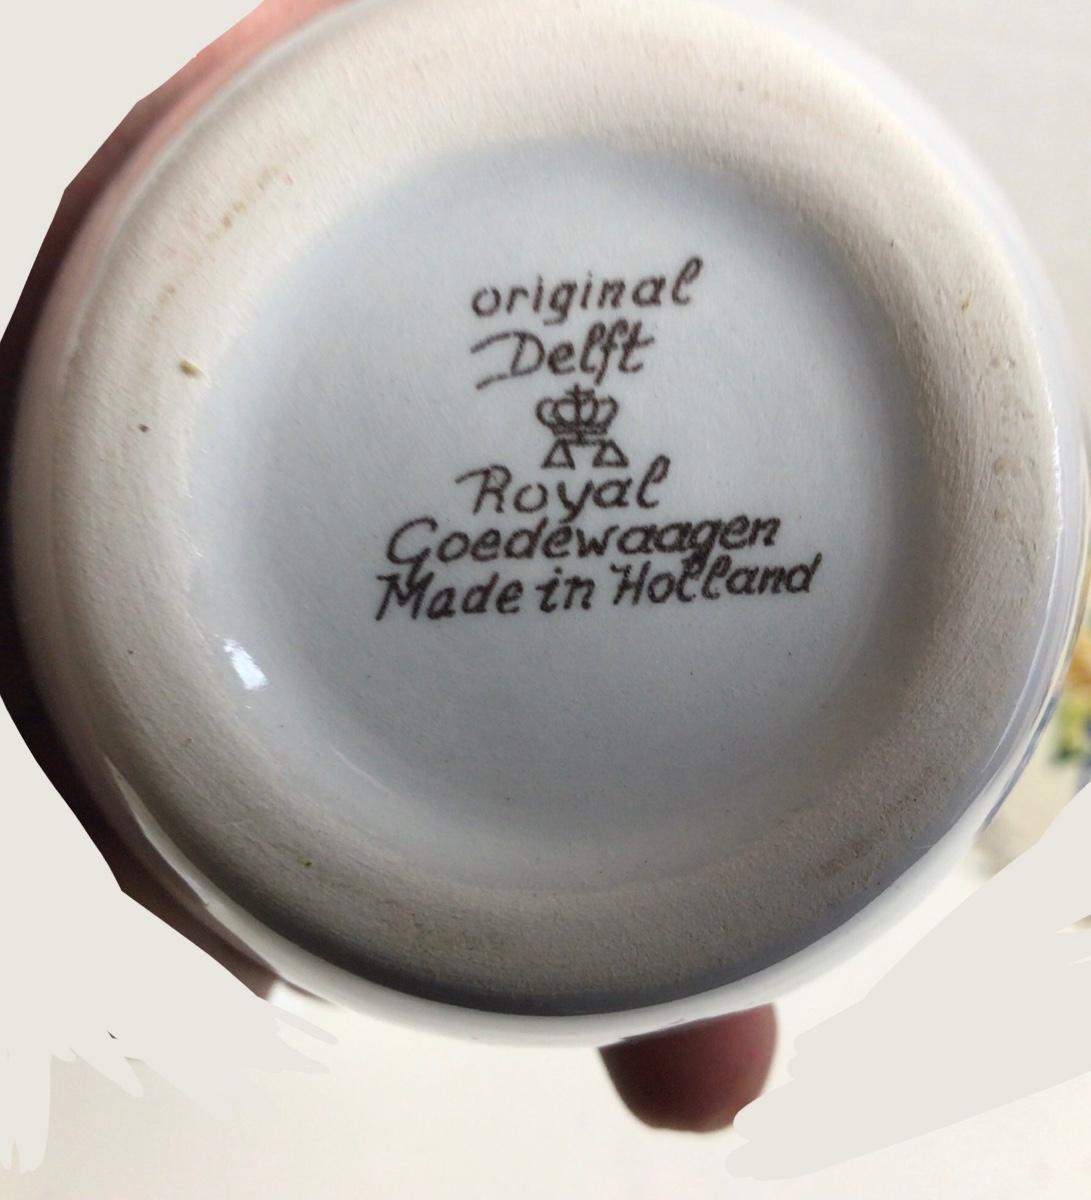 original
Delft
Royal
Goedewaagen
Made in Holland